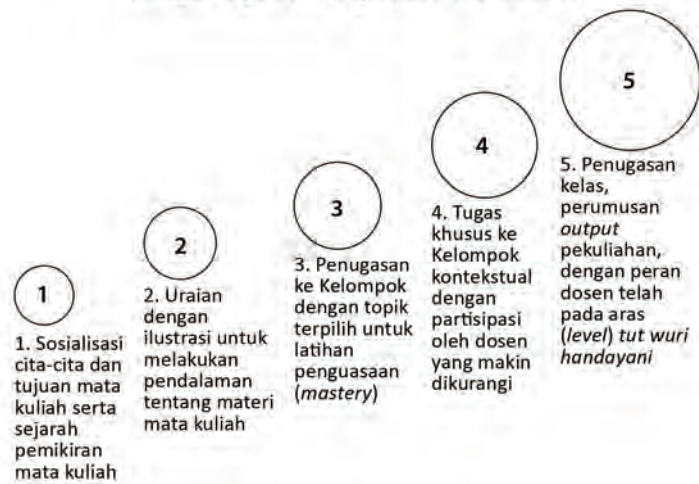 1
1. Sosialisasi
cita-cita dan
tujuan mata
kuliah serta
sejarah
pemikiran
mata kuliah
2
2. Uraian
dengan
ilustrasi untuk
melakukan
pendalaman
tentang materi
mata kuliah
3
3. Penugasan
ke Kelompok
dengan topik
terpilih untuk
latihan
penguasaan
(mastery)
4
4. Tugas
khusus ke
Kelompok
kontekstual
dengan
partisipasi
oleh dosen
yang makin
dikurangi
5
5. Penugasan
kelas,
perumusan
output
pekuliahan,
dengan peran
dosen telah
pada aras
(level) tut wuri
handayani